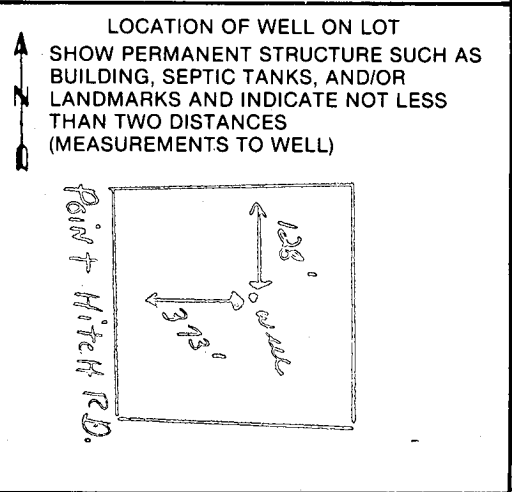 LOCATION OF WELL ON LOT
SHOW PERMANENT STRUCTURE SUCH AS
BUILDING, SEPTIC TANKS, AND/OR
LANDMARKS AND INDICATE NOT LESS
THAN TWO DISTANCES
(MEASUREMENTS TO WELL)
N
128'
well
373'
Point Hitch RD.